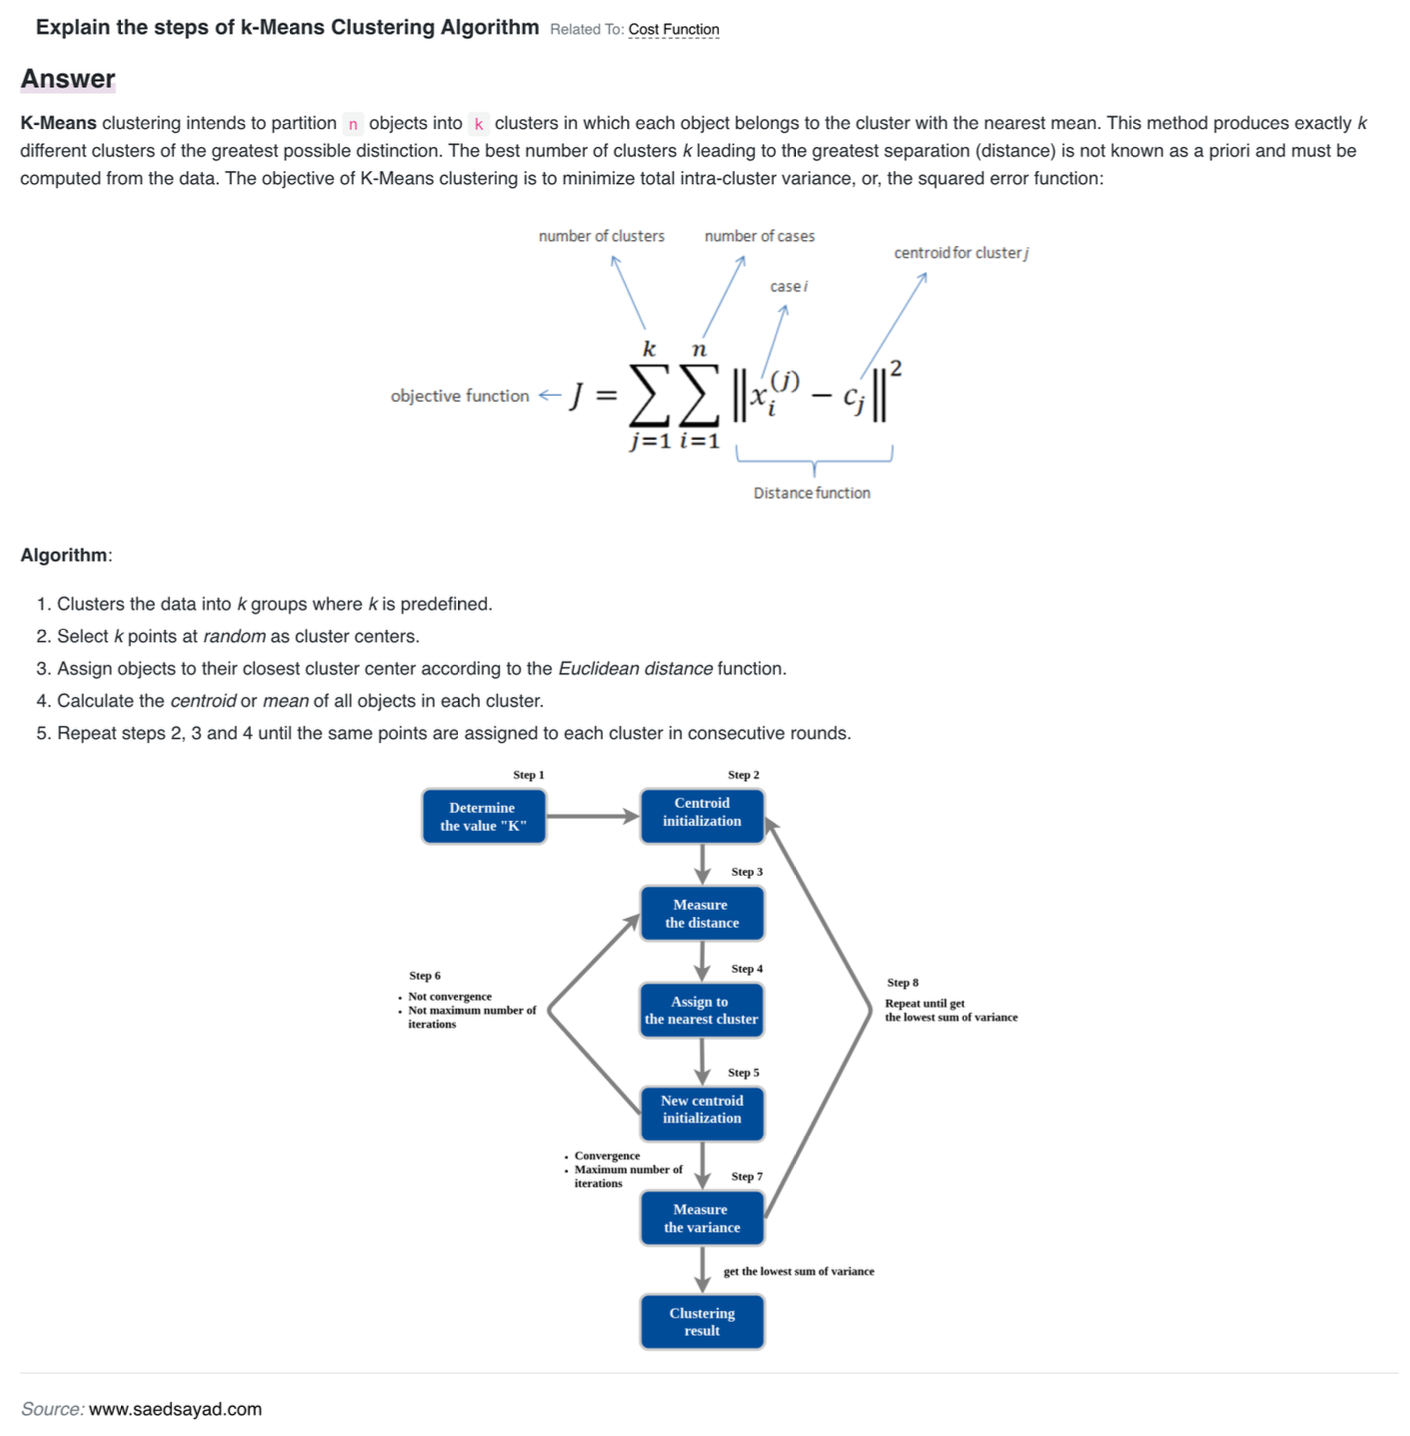 Explain the steps of k-Means Clustering Algorithm Related To: Cost Function
Answer
K-Means clustering intends to partition n objects into k clusters in which each object belongs to the cluster with the nearest mean. This method produces exactly k
different clusters of the greatest possible distinction. The best number of clusters k leading to the greatest separation (distance) is not known as a priori and must be
computed from the data. The objective of K-Means clustering is to minimize total intra-cluster variance, or, the squared error function:
number of clusters
number of cases
centroid for cluster j
case i
k n
objective function ← J = ∑ ∑ ‖x_i^(j) − c_j‖²
j=1 i=1
Distance function
Algorithm:
1. Clusters the data into k groups where k is predefined.
2. Select k points at random as cluster centers.
3. Assign objects to their closest cluster center according to the Euclidean distance function.
4. Calculate the centroid or mean of all objects in each cluster.
5. Repeat steps 2, 3 and 4 until the same points are assigned to each cluster in consecutive rounds.
Step 1
Determine
the value "K"
Step 2
Centroid
initialization
Step 3
Measure
the distance
Step 4
Assign to
the nearest cluster
Step 5
New centroid
initialization
Step 6
• Not convergence
• Not maximum number of
iterations
• Convergence
• Maximum number of
iterations
Step 7
Measure
the variance
Step 8
Repeat until get
the lowest sum of variance
get the lowest sum of variance
Clustering
result
Source: www.saedsayad.com